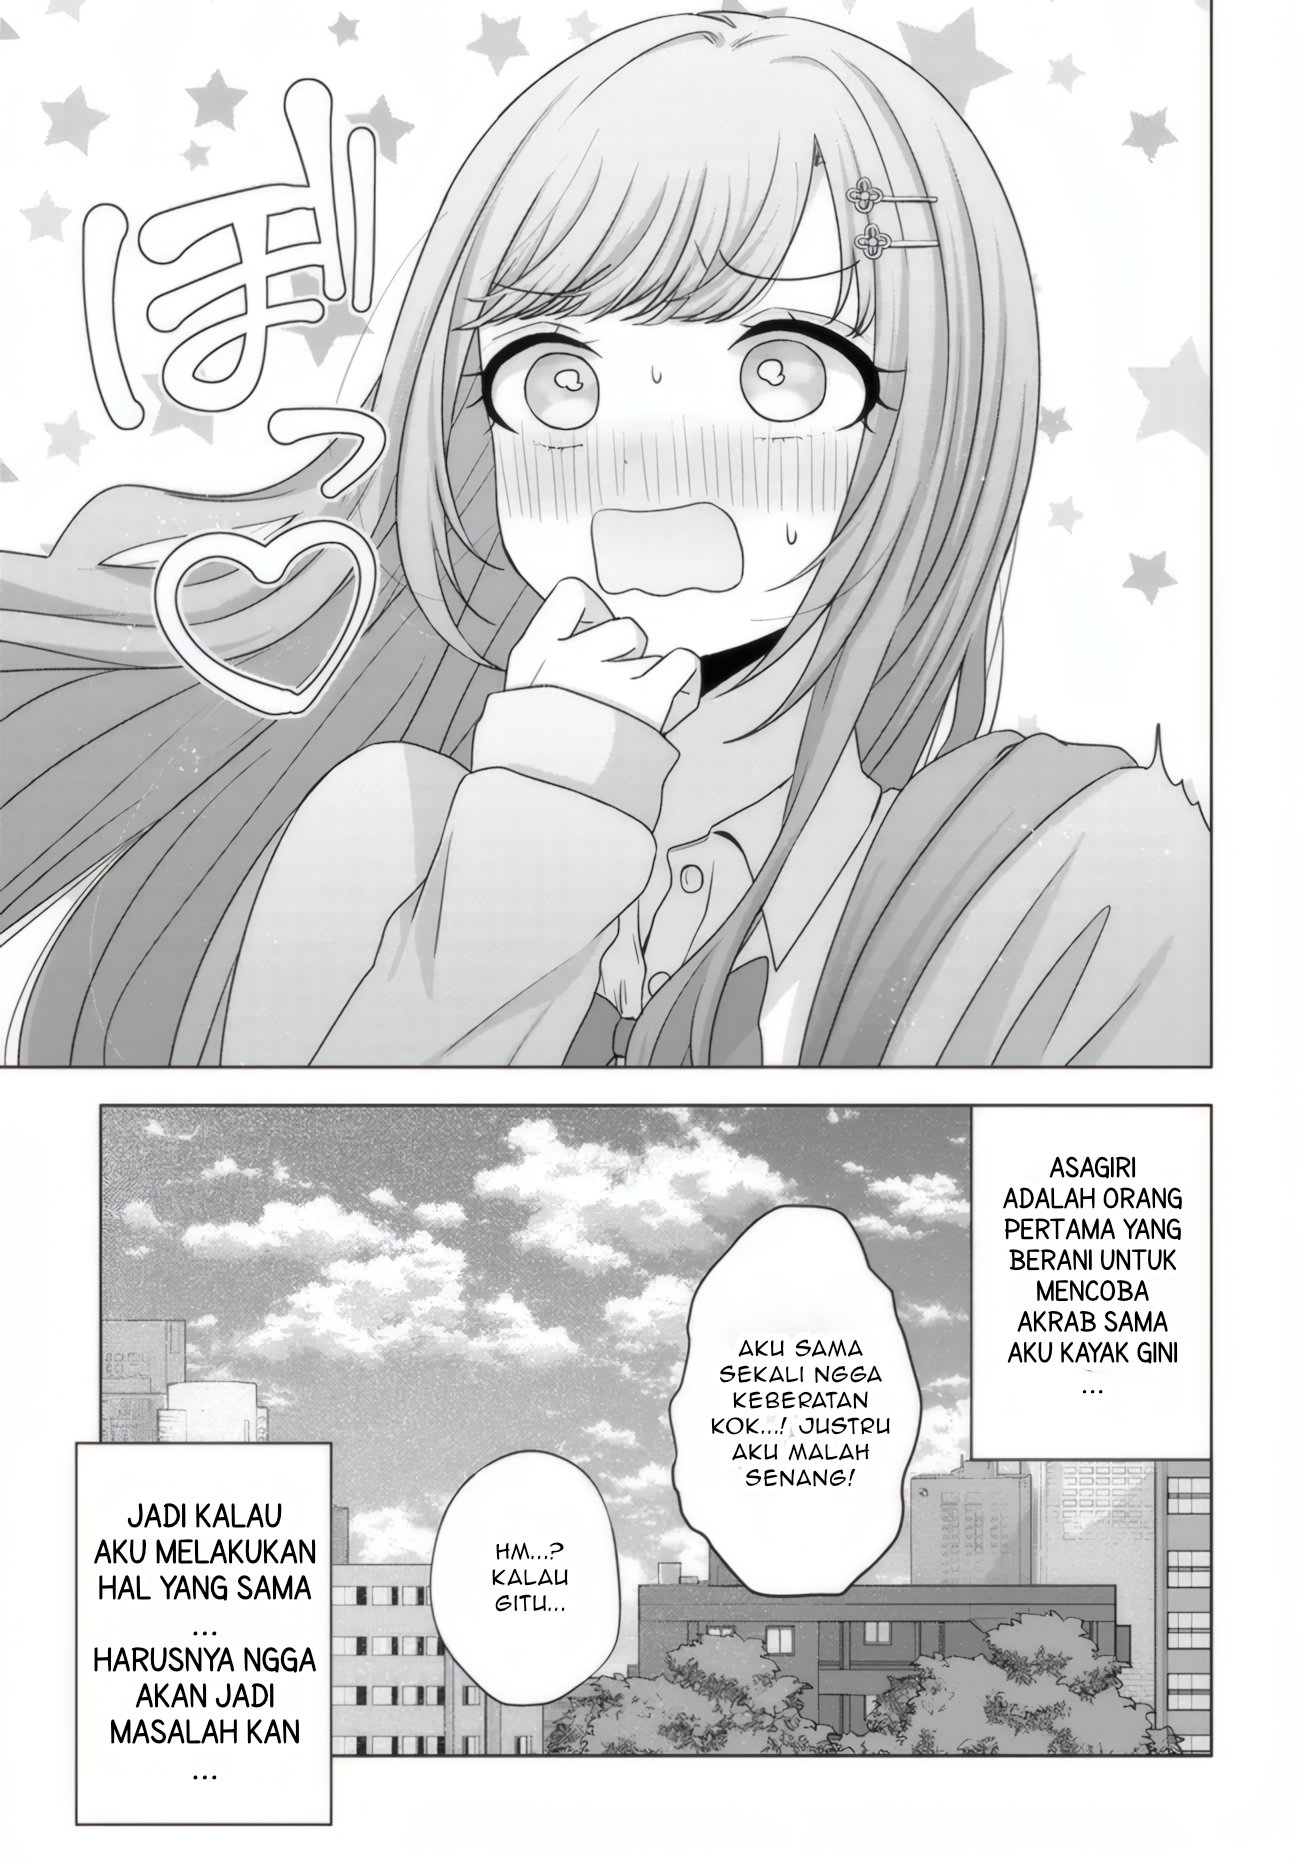 ぼっ
ASAGIRI
ADALAH ORANG
PERTAMA YANG
BERANI UNTUK
MENCOBA
AKRAB SAMA
AKU KAYAK GINI
...
AKU SAMA
SEKALI NGGA
KEBERATAN
KOK...! JUSTRU
AKU MALAH
SENANG!
HM...?
KALAU
GITU...
JADI KALAU
AKU MELAKUKAN
HAL YANG SAMA
...
HARUSNYA NGGA
AKAN JADI
MASALAH KAN
...